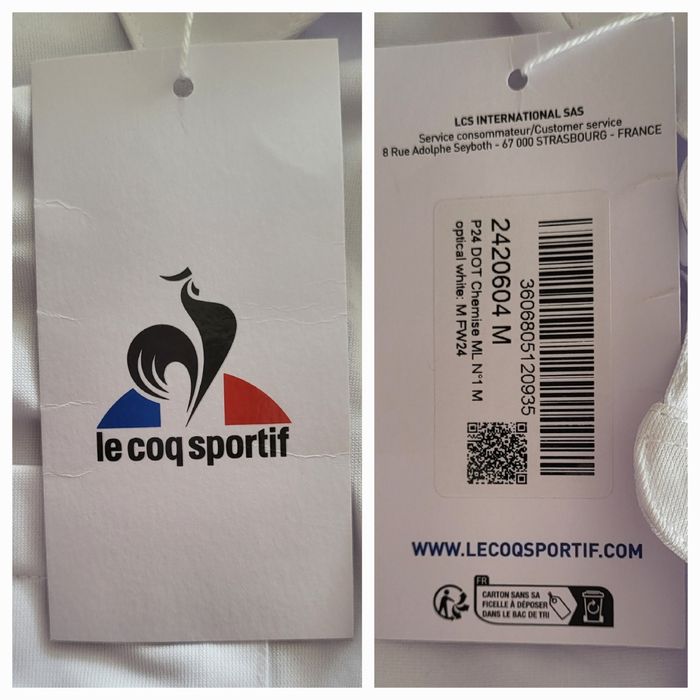 le coq sportif
LCS INTERNATIONAL SAS
Service consommateur/Customer service
8 Rue Adolphe Seyboth - 67 000 STRASBOURG - FRANCE
2420604 M
P24 DOT Chemise ML N°1 M
optical white: M FW24
3606805120935
WWW.LECOQSPORTIF.COM
FR
CARTON SANS SA
FICELLE À DÉPOSER
DANS LE BAC DE TRI